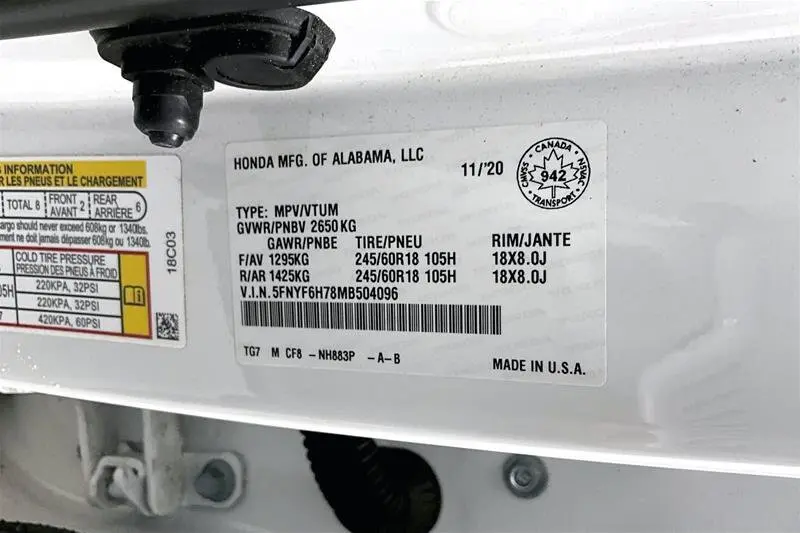 INFORMATION
LES PNEUS ET LE CHARGEMENT
TOTAL 8 FRONT AVANT 2 REAR ARRIÈRE 6
should never exceed 608kg or 1340lbs.
ne doit jamais dépasser 608kg ou 1340lb.
COLD TIRE PRESSURE
PRESSION DES PNEUS À FROID
220KPA, 32PSI
220KPA, 32PSI
420KPA, 60PSI
18C03
HONDA MFG. OF ALABAMA, LLC
11/'20
CANADA
942
TRANSPORT
TYPE: MPV/VTUM
GVWR/PNBV 2650KG
GAWR/PNBE TIRE/PNEU RIM/JANTE
F/AV 1295KG 245/60R18 105H 18X8.0J
R/AR 1425KG 245/60R18 105H 18X8.0J
V.I.N.5FNYF6H78MB504096
TG7 M CF8 -NH883P -A-B
MADE IN U.S.A.